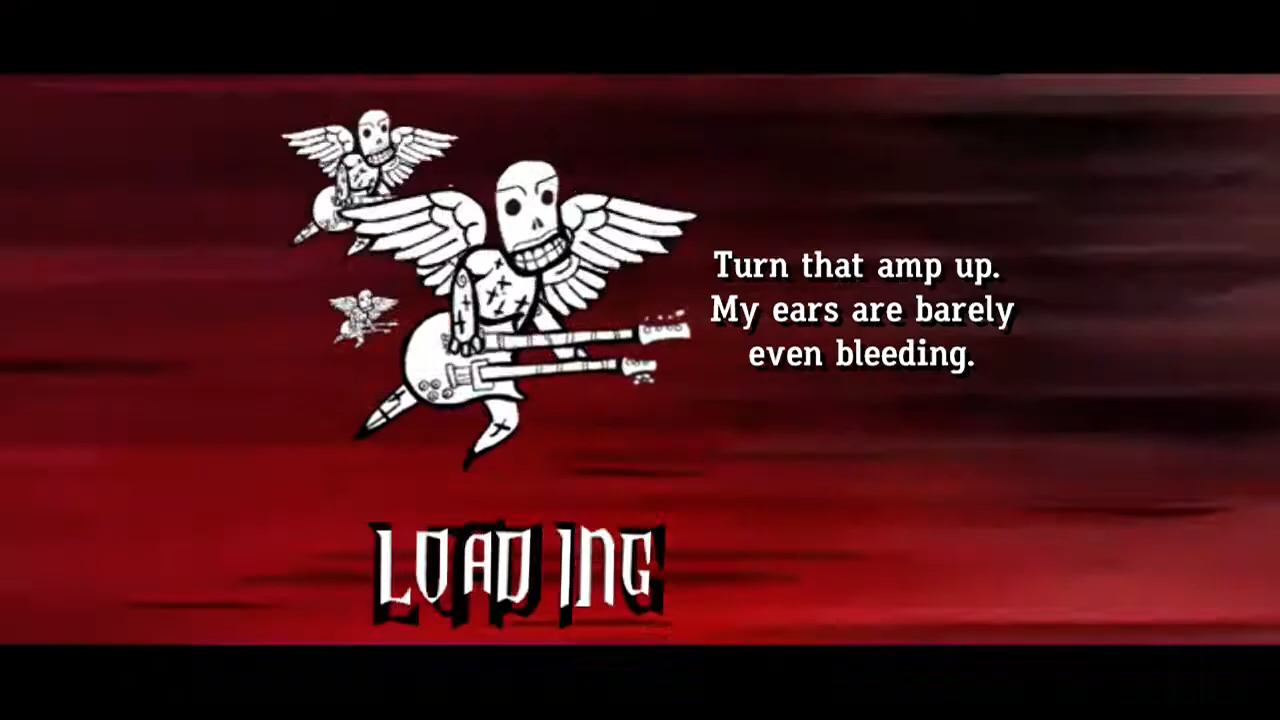 Turn that amp up.
My ears are barely
even bleeding.
LOADING